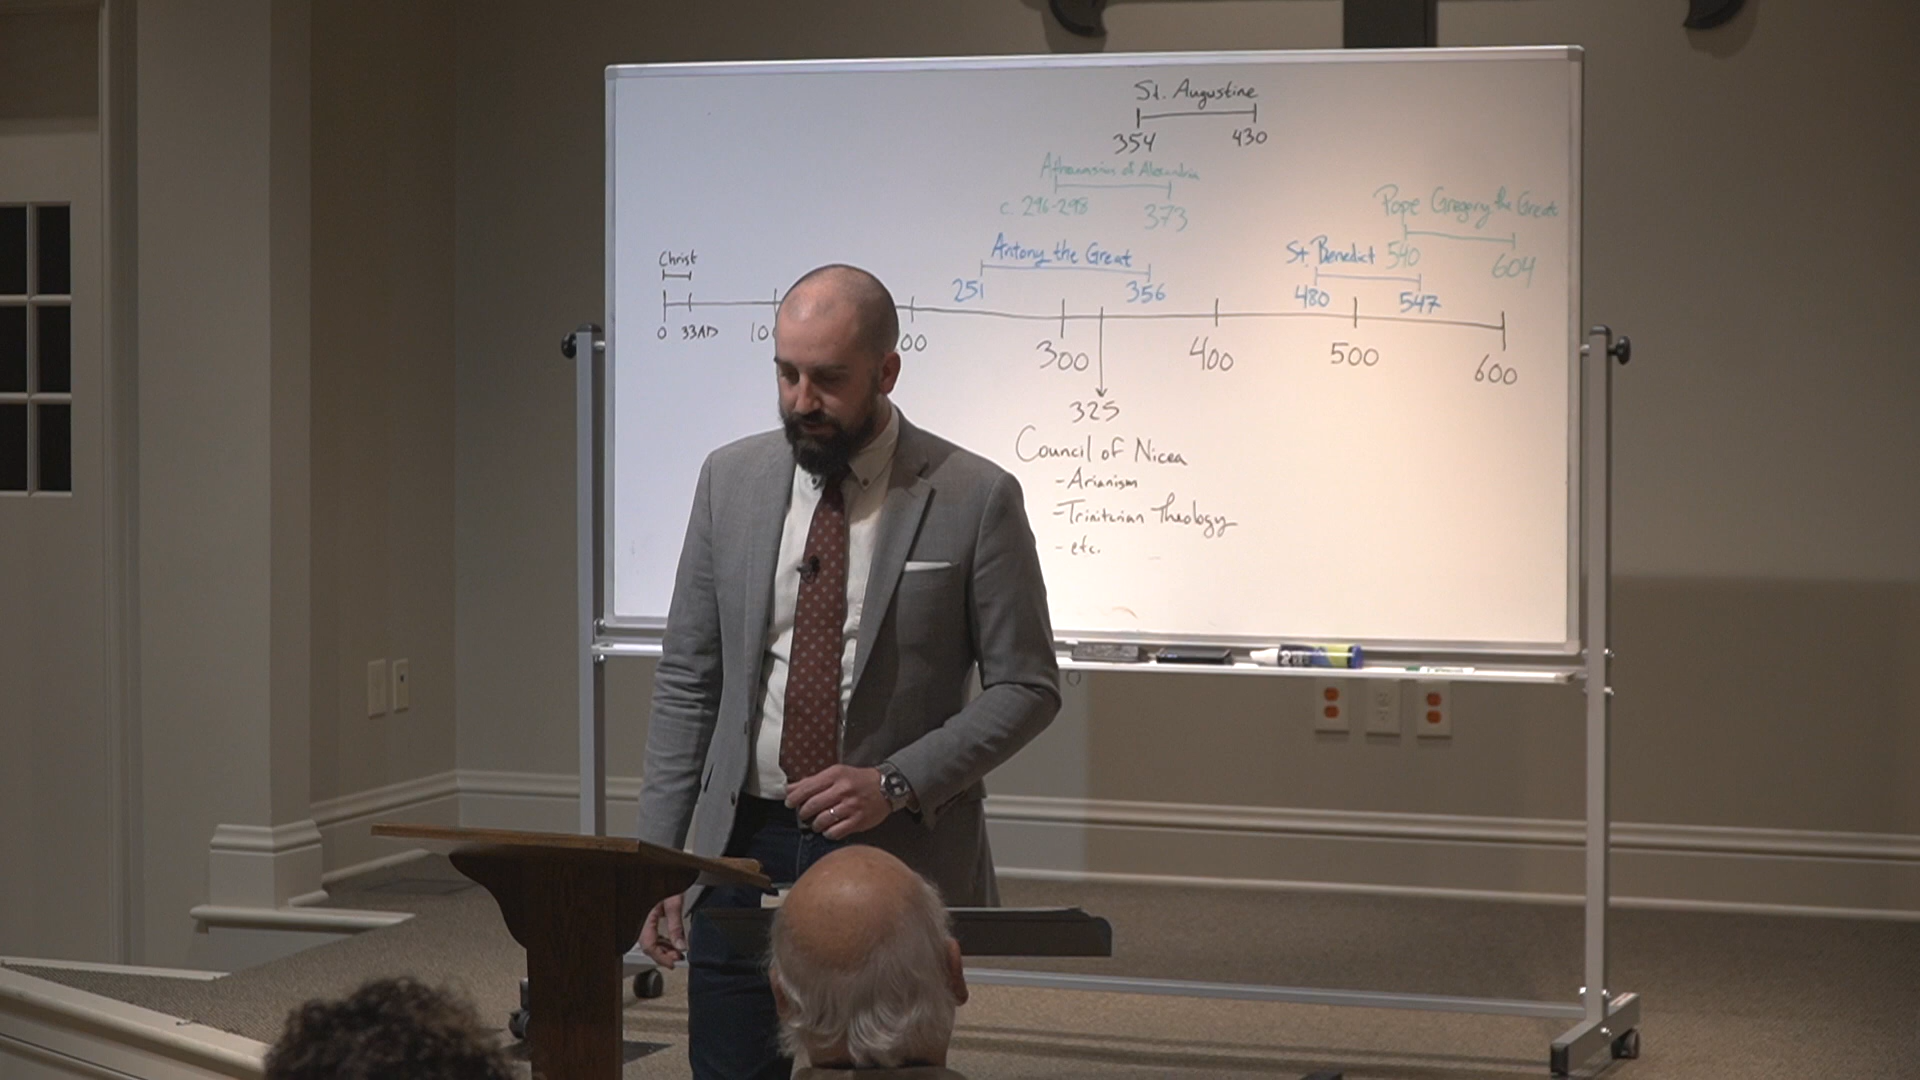 St. Augustine
354 430
Athanasius of Alexandria
c. 296-298 373
Pope Gregory the Great
540 604
Christ
Antony the Great
251 356
St. Benedict
480 547
0 33AD 10 00 300 400 500 600
325
Council of Nicea
- Arianism
- Trinitarian Theology
- etc.